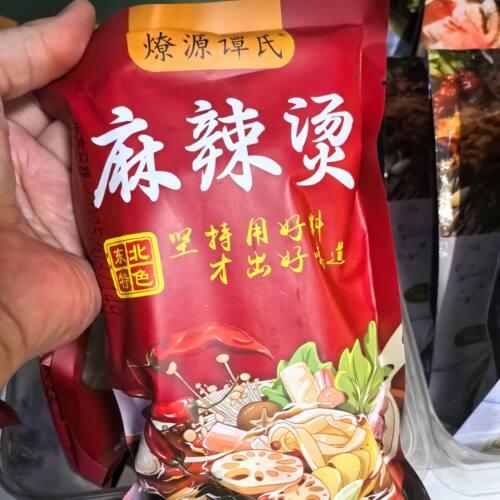 燎源谭氏
麻辣烫
东北
特色
坚持用好料
才出好味道